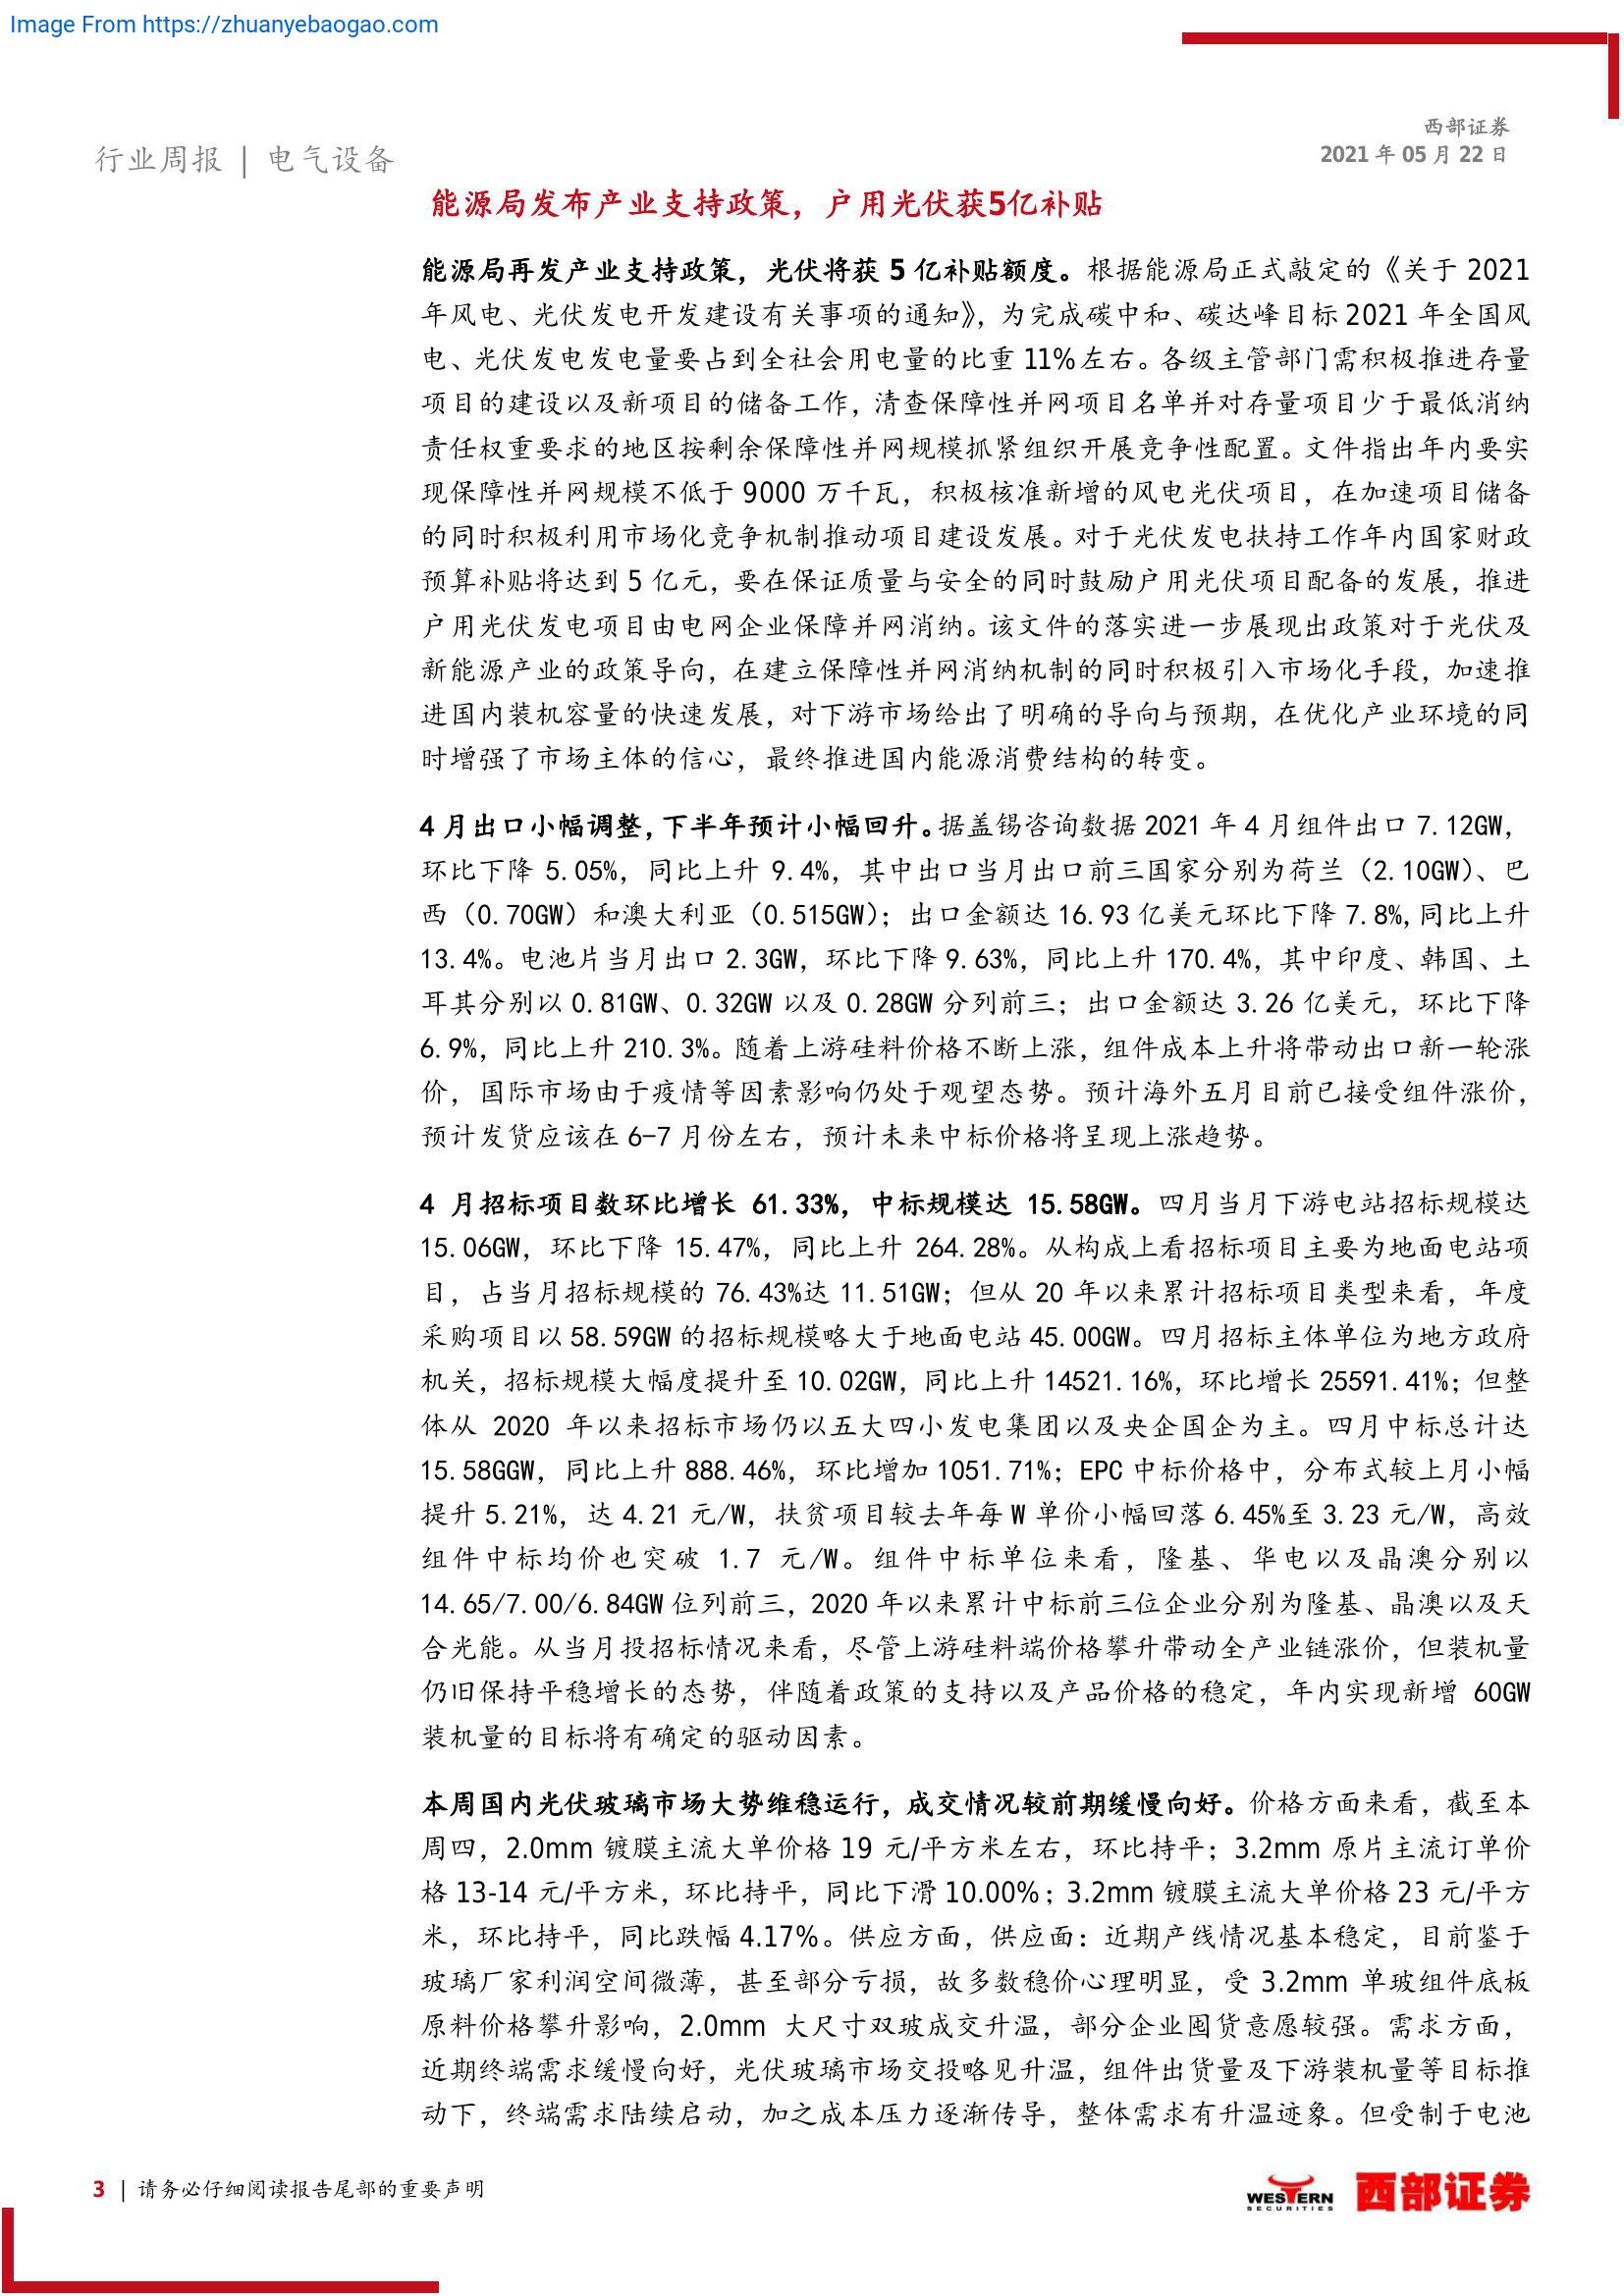 Image From https://zhuanyebaogao.com
西部证券
2021 年 05 月 22 日
行业周报 | 电气设备
能源局发布产业支持政策，户用光伏获5亿补贴
能源局再发产业支持政策，光伏将获 5 亿补贴额度。根据能源局正式敲定的《关于 2021
年风电、光伏发电开发建设有关事项的通知》，为完成碳中和、碳达峰目标 2021 年全国风
电、光伏发电发电量要占到全社会用电量的比重 11%左右。各级主管部门需积极推进存量
项目的建设以及新项目的储备工作，清查保障性并网项目名单并对存量项目少于最低消纳
责任权重要求的地区按剩余保障性并网规模抓紧组织开展竞争性配置。文件指出年内要实
现保障性并网规模不低于 9000 万千瓦，积极核准新增的风电光伏项目，在加速项目储备
的同时积极利用市场化竞争机制推动项目建设发展。对于光伏发电扶持工作年内国家财政
预算补贴将达到 5 亿元，要在保证质量与安全的同时鼓励户用光伏项目配备的发展，推进
户用光伏发电项目由电网企业保障并网消纳。该文件的落实进一步展现出政策对于光伏及
新能源产业的政策导向，在建立保障性并网消纳机制的同时积极引入市场化手段，加速推
进国内装机容量的快速发展，对下游市场给出了明确的导向与预期，在优化产业环境的同
时增强了市场主体的信心，最终推进国内能源消费结构的转变。
4 月出口小幅调整，下半年预计小幅回升。据盖锡咨询数据 2021 年 4 月组件出口 7.12GW，
环比下降 5.05%，同比上升 9.4%，其中出口当月出口前三国家分别为荷兰（2.10GW）、巴
西（0.70GW）和澳大利亚（0.515GW）；出口金额达 16.93 亿美元环比下降 7.8%,同比上升
13.4%。电池片当月出口 2.3GW，环比下降 9.63%，同比上升 170.4%，其中印度、韩国、土
耳其分别以 0.81GW、0.32GW 以及 0.28GW 分列前三；出口金额达 3.26 亿美元，环比下降
6.9%，同比上升 210.3%。随着上游硅料价格不断上涨，组件成本上升将带动出口新一轮涨
价，国际市场由于疫情等因素影响仍处于观望态势。预计海外五月目前已接受组件涨价，
预计发货应该在 6-7 月份左右，预计未来中标价格将呈现上涨趋势。
4 月招标项目数环比增长 61.33%，中标规模达 15.58GW。四月当月下游电站招标规模达
15.06GW，环比下降 15.47%，同比上升 264.28%。从构成上看招标项目主要为地面电站项
目，占当月招标规模的 76.43%达 11.51GW；但从 20 年以来累计招标项目类型来看，年度
采购项目以 58.59GW 的招标规模略大于地面电站 45.00GW。四月招标主体单位为地方政府
机关，招标规模大幅度提升至 10.02GW，同比上升 14521.16%，环比增长 25591.41%；但整
体从 2020 年以来招标市场仍以五大四小发电集团以及央企国企为主。四月中标总计达
15.58GGW，同比上升 888.46%，环比增加 1051.71%；EPC 中标价格中，分布式较上月小幅
提升 5.21%，达 4.21 元/W，扶贫项目较去年每 W 单价小幅回落 6.45%至 3.23 元/W，高效
组件中标均价也突破 1.7 元/W。组件中标单位来看，隆基、华电以及晶澳分别以
14.65/7.00/6.84GW 位列前三，2020 年以来累计中标前三位企业分别为隆基、晶澳以及天
合光能。从当月投招标情况来看，尽管上游硅料端价格攀升带动全产业链涨价，但装机量
仍旧保持平稳增长的态势，伴随着政策的支持以及产品价格的稳定，年内实现新增 60GW
装机量的目标将有确定的驱动因素。
本周国内光伏玻璃市场大势维稳运行，成交情况较前期缓慢向好。价格方面来看，截至本
周四，2.0mm 镀膜主流大单价格 19 元/平方米左右，环比持平；3.2mm 原片主流订单价
格 13-14 元/平方米，环比持平，同比下滑 10.00%；3.2mm 镀膜主流大单价格 23 元/平方
米，环比持平，同比跌幅 4.17%。供应方面，供应面：近期产线情况基本稳定，目前鉴于
玻璃厂家利润空间微薄，甚至部分亏损，故多数稳价心理明显，受 3.2mm 单玻组件底板
原料价格攀升影响，2.0mm 大尺寸双玻成交升温，部分企业囤货意愿较强。需求方面，
近期终端需求缓慢向好，光伏玻璃市场交投略见升温，组件出货量及下游装机量等目标推
动下，终端需求陆续启动，加之成本压力逐渐传导，整体需求有升温迹象。但受制于电池
3 | 请务必仔细阅读报告尾部的重要声明
WESTERN
SECURITIES
西部证券